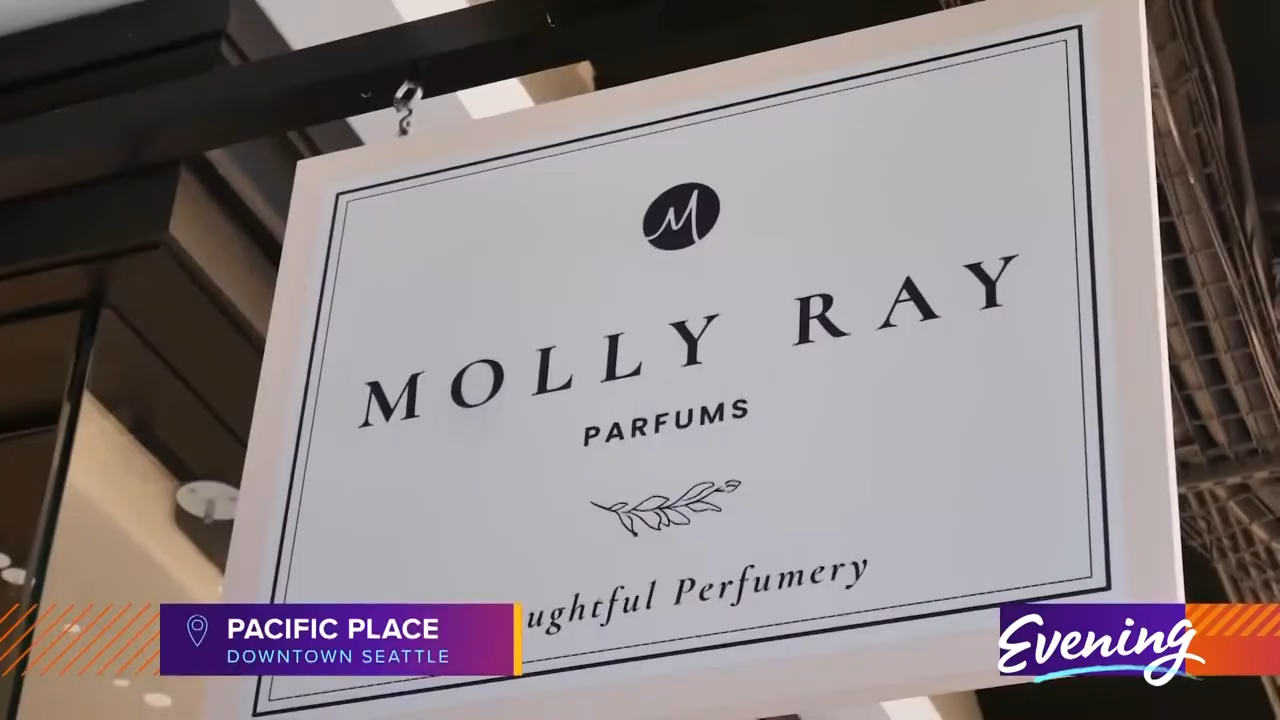 M
MOLLY RAY
PARFUMS
ughtful Perfumery
PACIFIC PLACE
DOWNTOWN SEATTLE
Evening